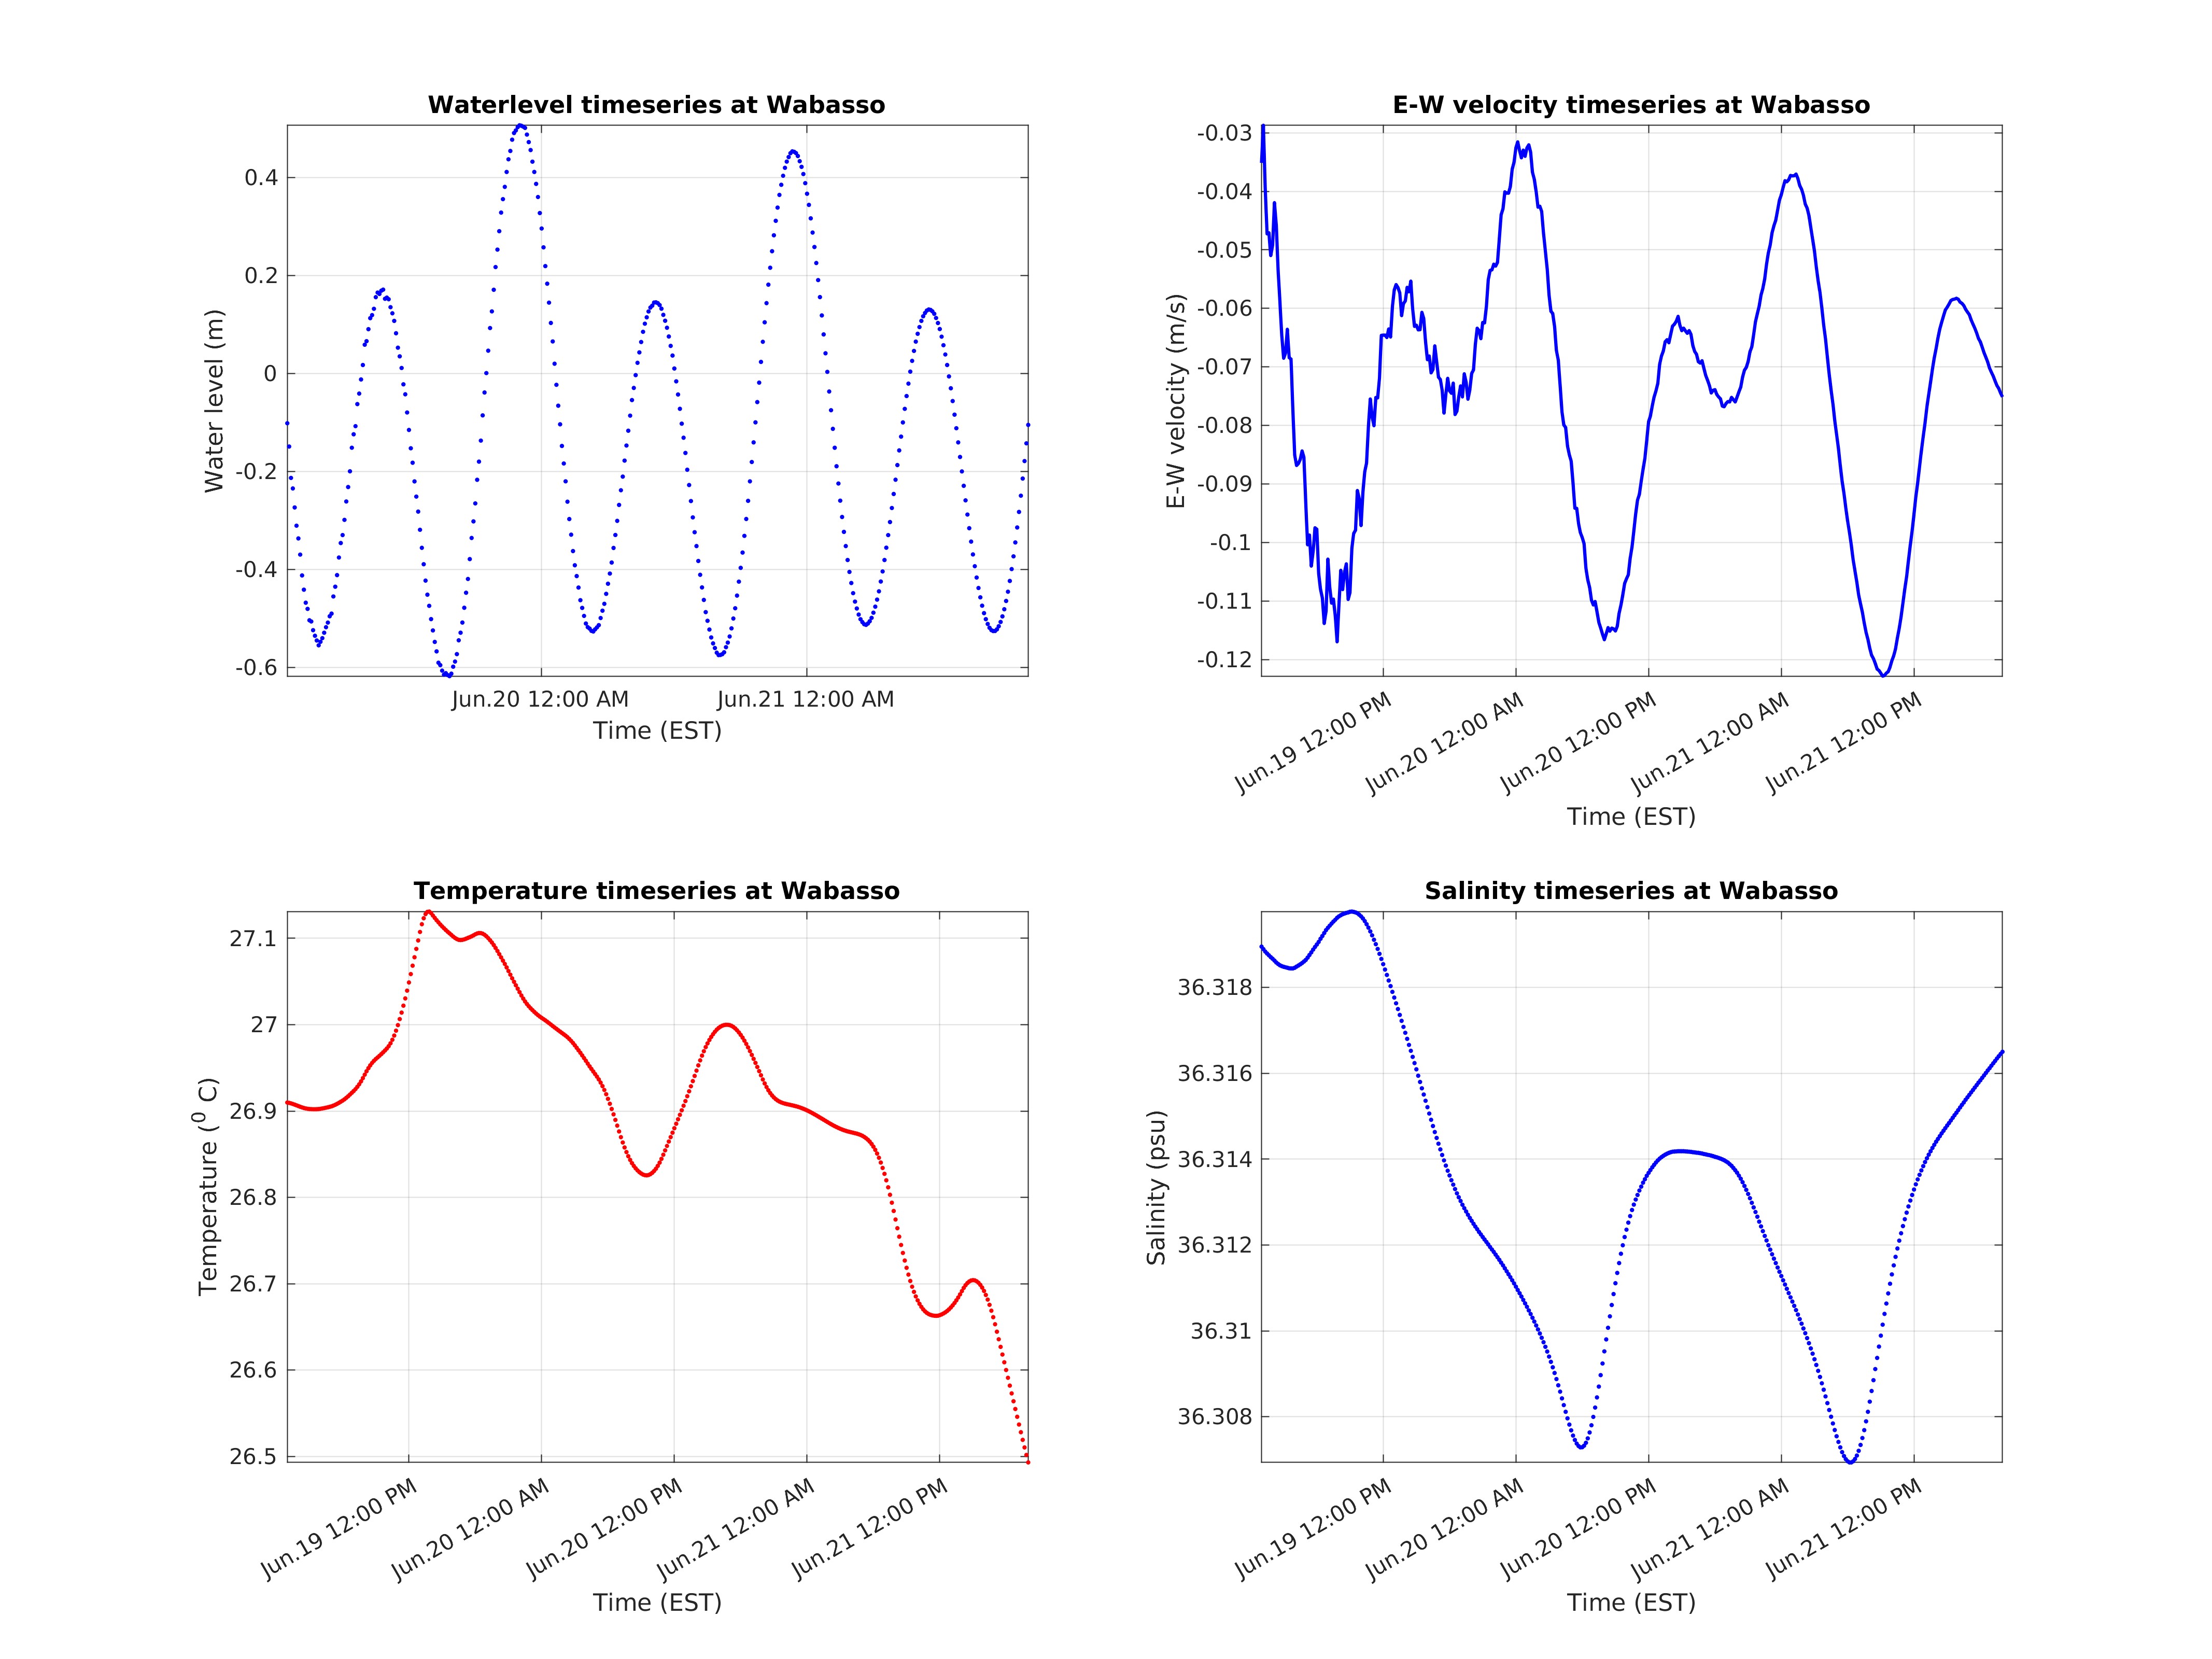 Waterlevel timeseries at Wabasso
0.4
0.2
0
-0.2
-0.4
-0.6
Water level (m)
Jun.20 12:00 AM
Jun.21 12:00 AM
Time (EST)
E-W velocity timeseries at Wabasso
-0.03
-0.04
-0.05
-0.06
-0.07
-0.08
-0.09
-0.1
-0.11
-0.12
E-W velocity (m/s)
Jun.19 12:00 PM
Jun.20 12:00 AM
Jun.20 12:00 PM
Jun.21 12:00 AM
Jun.21 12:00 PM
Time (EST)
Temperature timeseries at Wabasso
27.1
27
26.9
26.8
26.7
26.6
26.5
Temperature (⁰ C)
Jun.19 12:00 PM
Jun.20 12:00 AM
Jun.20 12:00 PM
Jun.21 12:00 AM
Jun.21 12:00 PM
Time (EST)
Salinity timeseries at Wabasso
36.318
36.316
36.314
36.312
36.31
36.308
Salinity (psu)
Jun.19 12:00 PM
Jun.20 12:00 AM
Jun.20 12:00 PM
Jun.21 12:00 AM
Jun.21 12:00 PM
Time (EST)